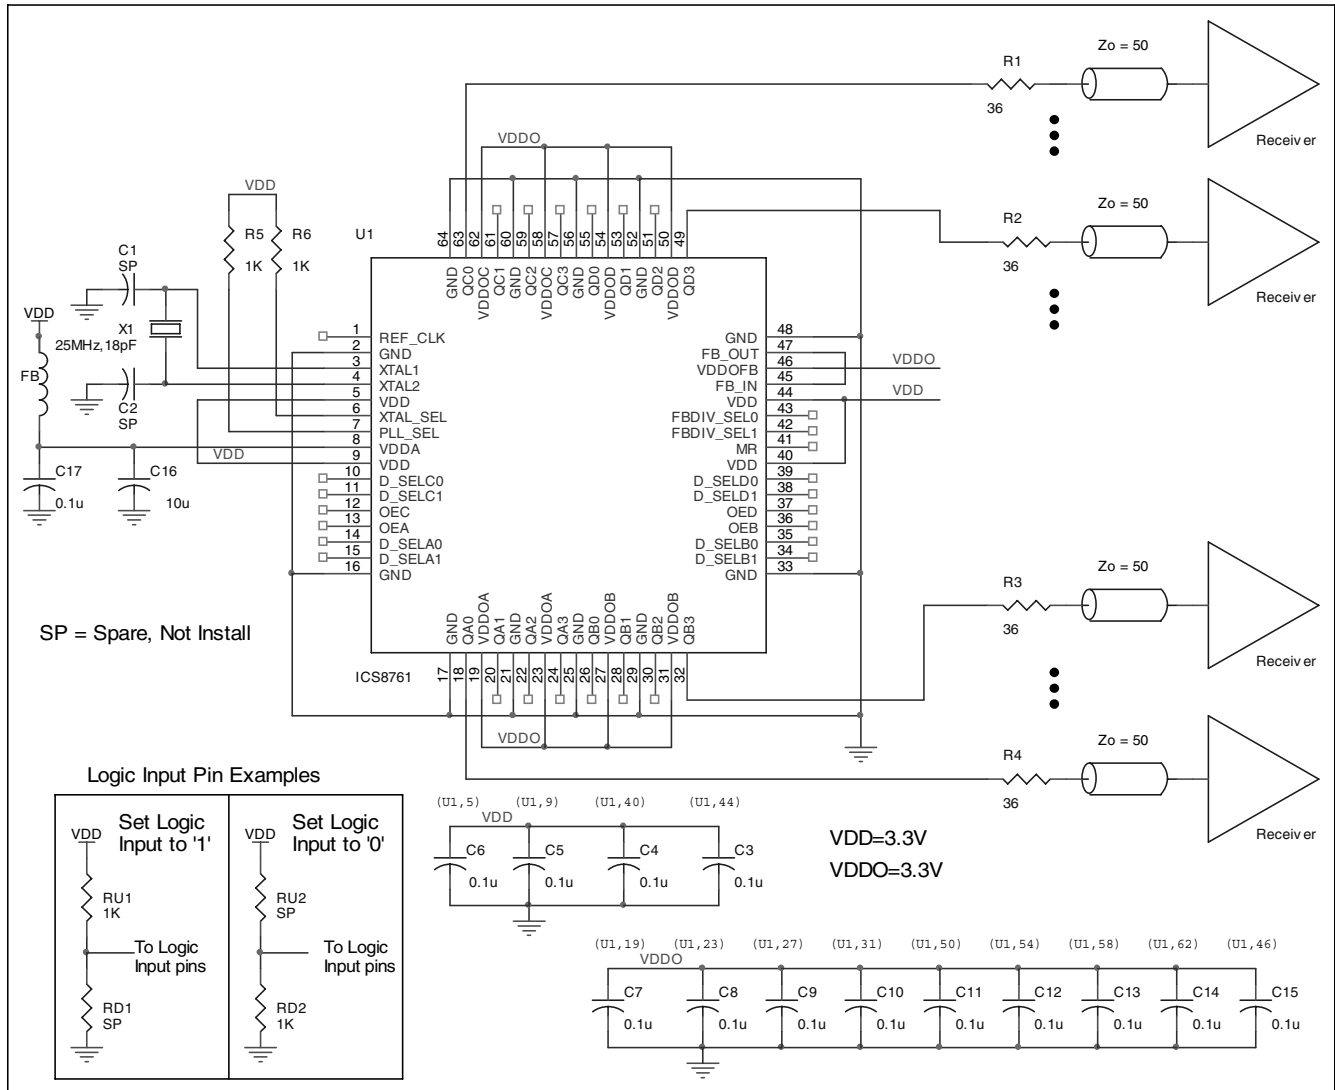 R1
36
Zo = 50
Receiver
R2
36
Zo = 50
Receiver
VDDO
VDD
R5
1K
R6
1K
U1
C1
SP
VDD
X1
25MHz,18pF
FB
C2
SP
VDD
C17
0.1u
C16
10u
64 63 62 61 60 59 58 57 56 55 54 53 52 51 50 49
GND QC0 VDDOC QC1 GND QC2 VDDOC QC3 GND QD0 VDDOD QD1 GND QD2 VDDOD QD3
1 REF_CLK
2 GND
3 XTAL1
4 XTAL2
5 VDD
6 XTAL_SEL
7 PLL_SEL
8 VDDA
9 VDD
10 D_SELC0
11 D_SELC1
12 OEC
13 OEA
14 D_SELA0
15 D_SELA1
16 GND
GND 48
FB_OUT 47
VDDOFB 46
FB_IN 45
VDD 44
FBDIV_SEL0 43
FBDIV_SEL1 42
MR 41
VDD 40
D_SELD0 39
D_SELD1 38
OED 37
OEB 36
D_SELB0 35
D_SELB1 34
GND 33
VDDO
VDD
GND QA0 VDDOA QA1 GND QA2 VDDOA QA3 GND QB0 VDDOB QB1 GND QB2 VDDOB QB3
17 18 19 20 21 22 23 24 25 26 27 28 29 30 31 32
ICS8761
VDDO
SP = Spare, Not Install
R3
36
Zo = 50
Receiver
R4
36
Zo = 50
Receiver
Logic Input Pin Examples
VDD
Set Logic
Input to '1'
RU1
1K
To Logic
Input pins
RD1
SP
VDD
Set Logic
Input to '0'
RU2
SP
To Logic
Input pins
RD2
1K
(U1,5) (U1,9) (U1,40) (U1,44)
VDD
C6 C5 C4 C3
0.1u 0.1u 0.1u 0.1u
VDD=3.3V
VDDO=3.3V
(U1,19) (U1,23) (U1,27) (U1,31) (U1,50) (U1,54) (U1,58) (U1,62) (U1,46)
VDDO
C7 C8 C9 C10 C11 C12 C13 C14 C15
0.1u 0.1u 0.1u 0.1u 0.1u 0.1u 0.1u 0.1u 0.1u